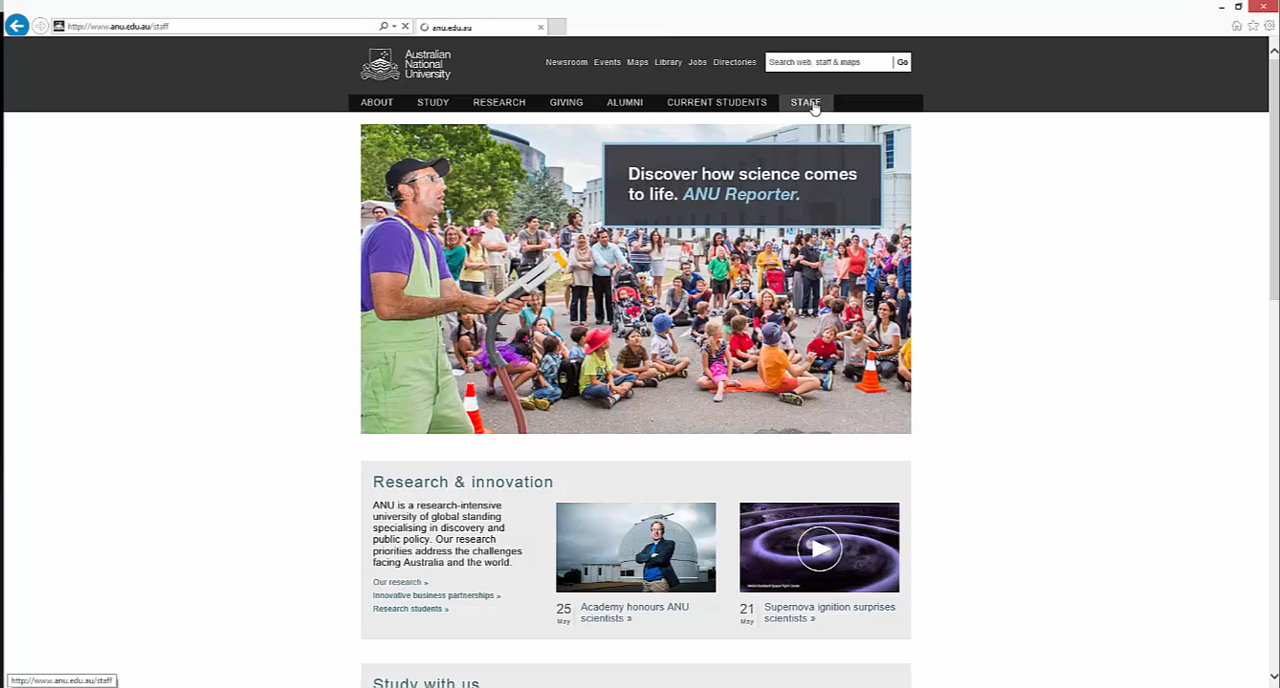 http://www.anu.edu.au/staff
anu.edu.au
Australian
National
University
Newsroom Events Maps Library Jobs Directories
Search web, staff & maps
Go
ABOUT STUDY RESEARCH GIVING ALUMNI CURRENT STUDENTS STAFF
Discover how science comes
to life. ANU Reporter.
Research & innovation
ANU is a research-intensive
university of global standing
specialising in discovery and
public policy. Our research
priorities address the challenges
facing Australia and the world.
Our research »
Innovative business partnerships »
Research students »
25
May
Academy honours ANU
scientists »
21
May
Supernova ignition surprises
scientists »
Study with us
http://www.anu.edu.au/staff